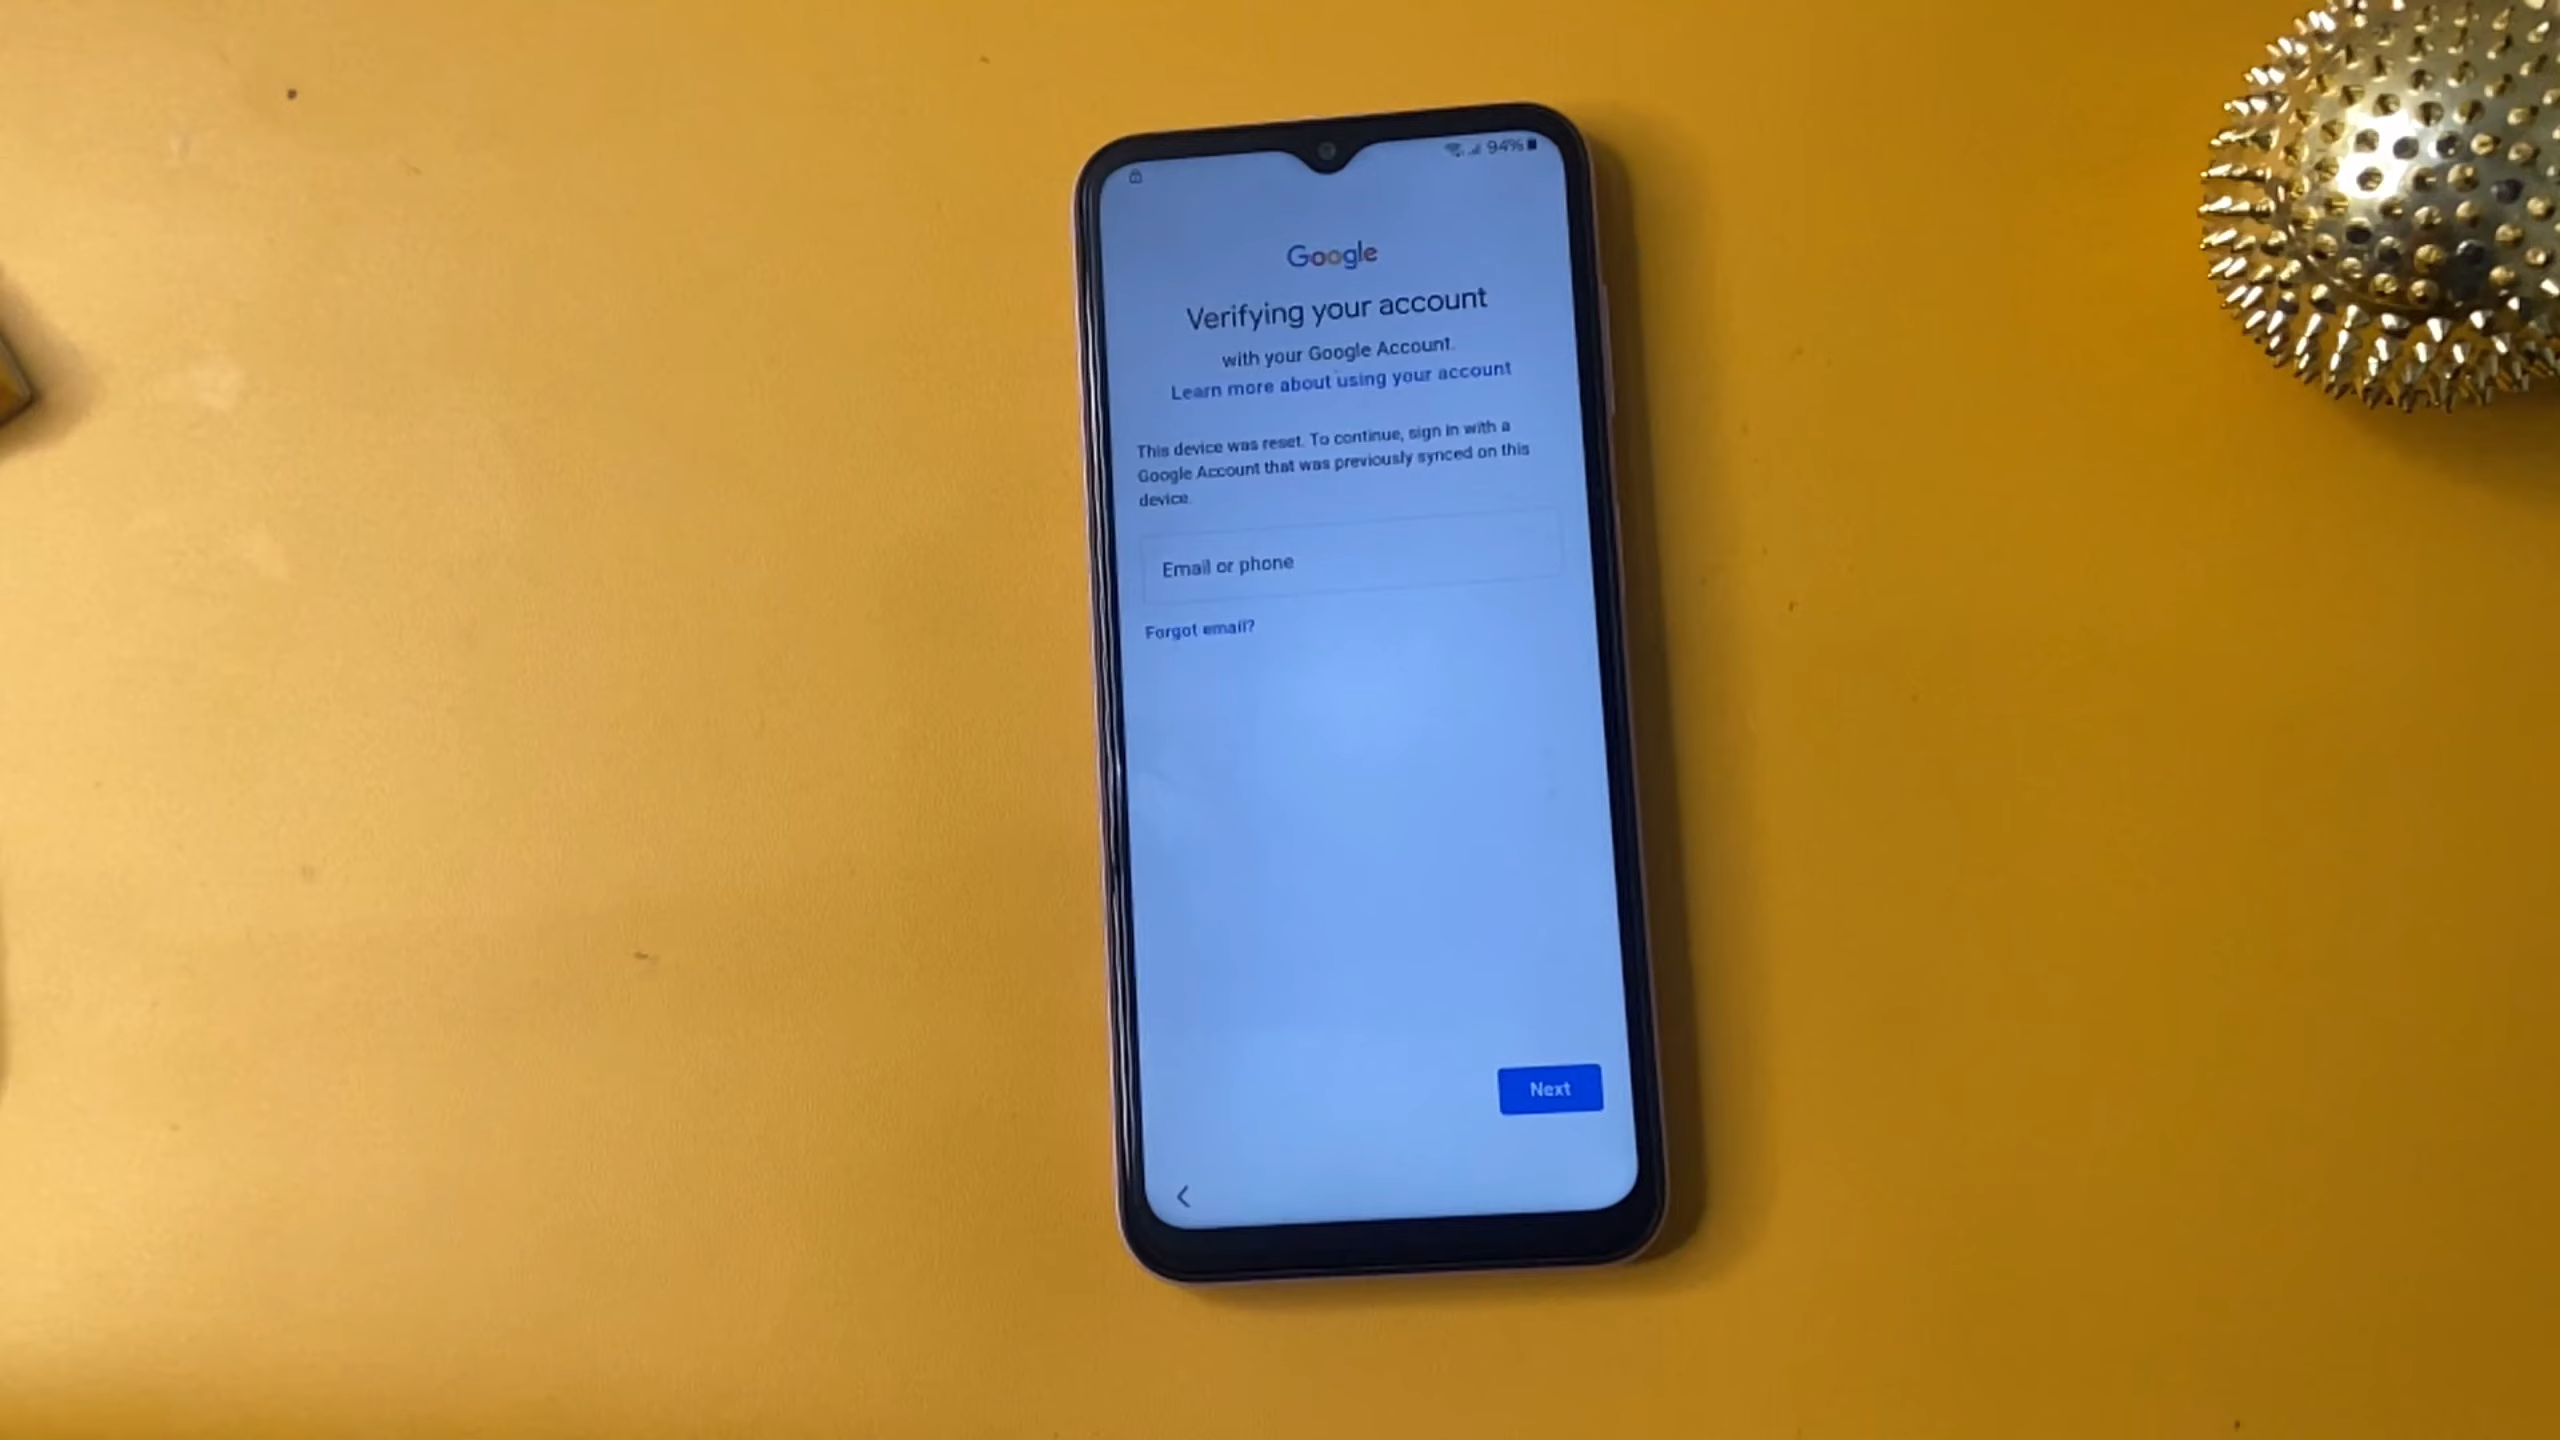 94%
Google
Verifying your account
with your Google Account.
Learn more about using your account
This device was reset. To continue, sign in with a
Google Account that was previously synced on this
device.
Email or phone
Forgot email?
Next